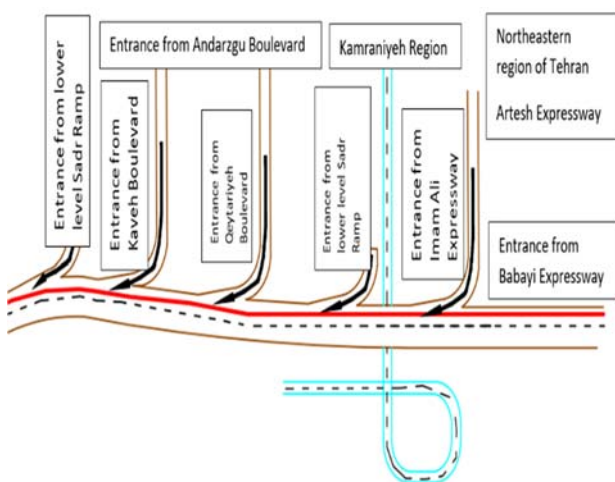 Entrance from Andarzgu Boulevard
Kamraniyeh Region
Northeastern
region of Tehran
Artesh Expressway
Entrance from lower
level Sadr Ramp
Entrance from
Kaveh Boulevard
Entrance from
Qeytariyeh
Boulevard
Entrance from
lower level Sadr
Ramp
Entrance from
Imam Ali
Expressway
Entrance from
Babayi Expressway